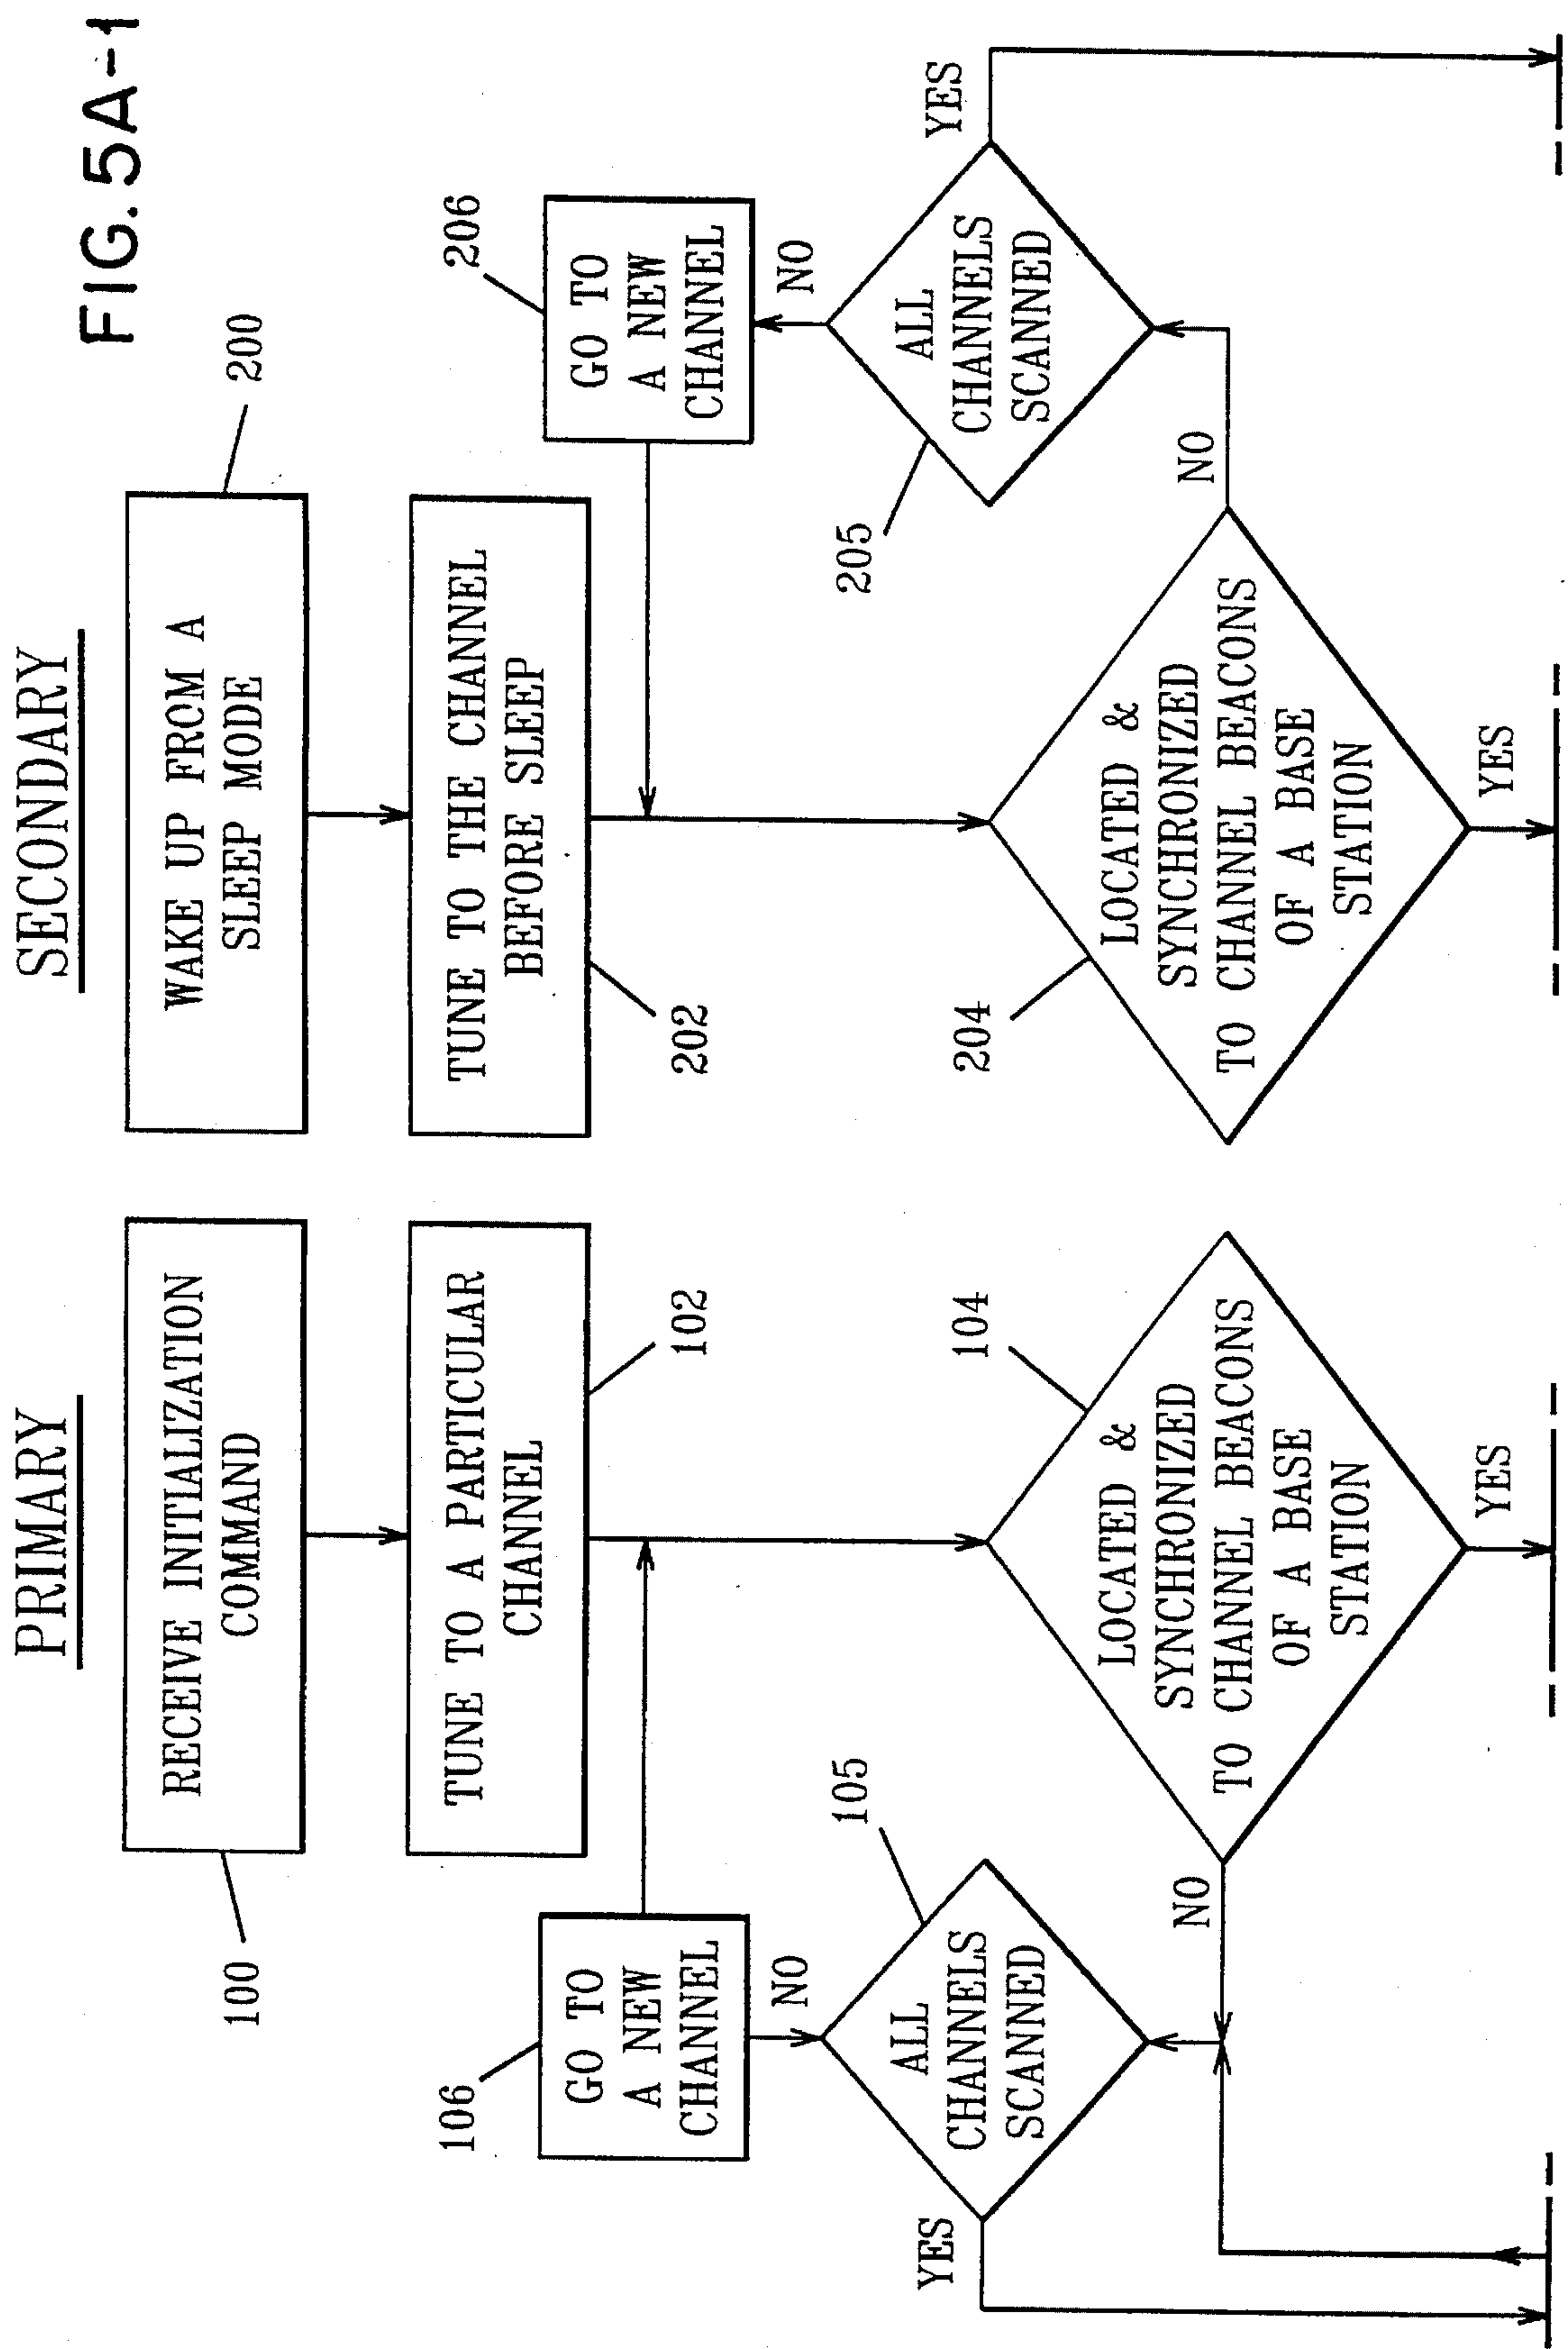 FIG. 5A-1
PRIMARY
100
RECEIVE INITIALIZATION
COMMAND
TUNE TO A PARTICULAR
CHANNEL
102
106
GO TO
A NEW
CHANNEL
NO
105
ALL
CHANNELS
SCANNED
YES
104
LOCATED &
SYNCHRONIZED
TO CHANNEL BEACONS
OF A BASE
STATION
NO
YES
SECONDARY
200
WAKE UP FROM A
SLEEP MODE
TUNE TO THE CHANNEL
BEFORE SLEEP
202
206
GO TO
A NEW
CHANNEL
NO
205
ALL
CHANNELS
SCANNED
YES
204
LOCATED &
SYNCHRONIZED
TO CHANNEL BEACONS
OF A BASE
STATION
NO
YES